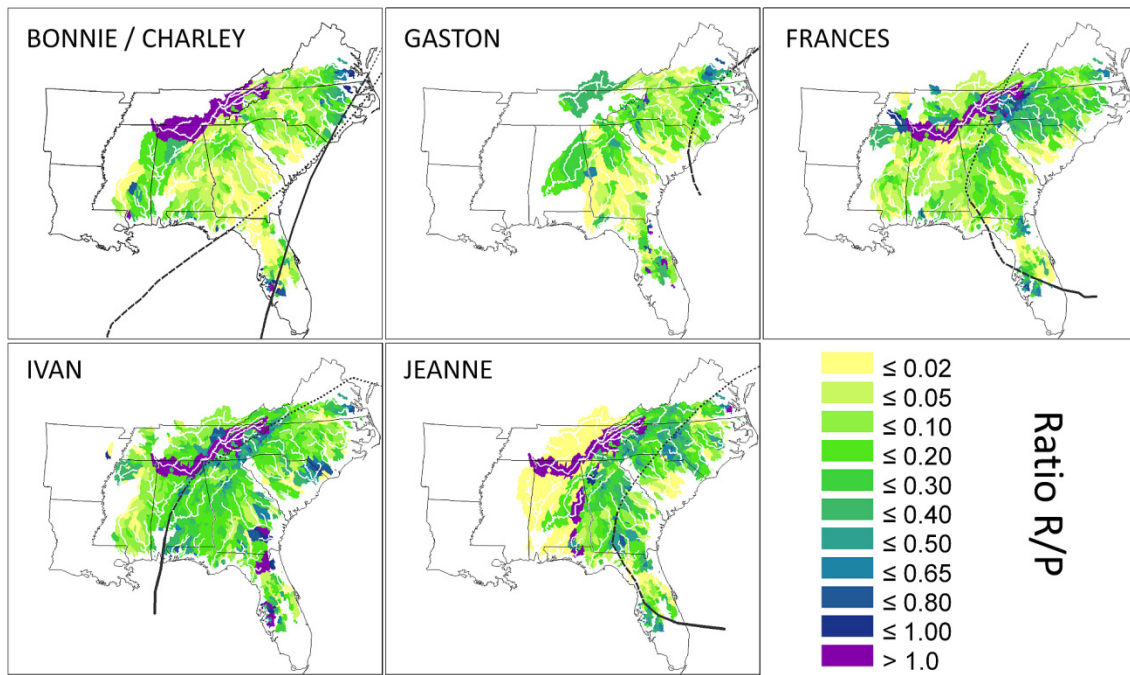 BONNIE / CHARLEY
GASTON
FRANCES
IVAN
JEANNE
≤ 0.02
≤ 0.05
≤ 0.10
≤ 0.20
≤ 0.30
≤ 0.40
≤ 0.50
≤ 0.65
≤ 0.80
≤ 1.00
> 1.0
Ratio R/P